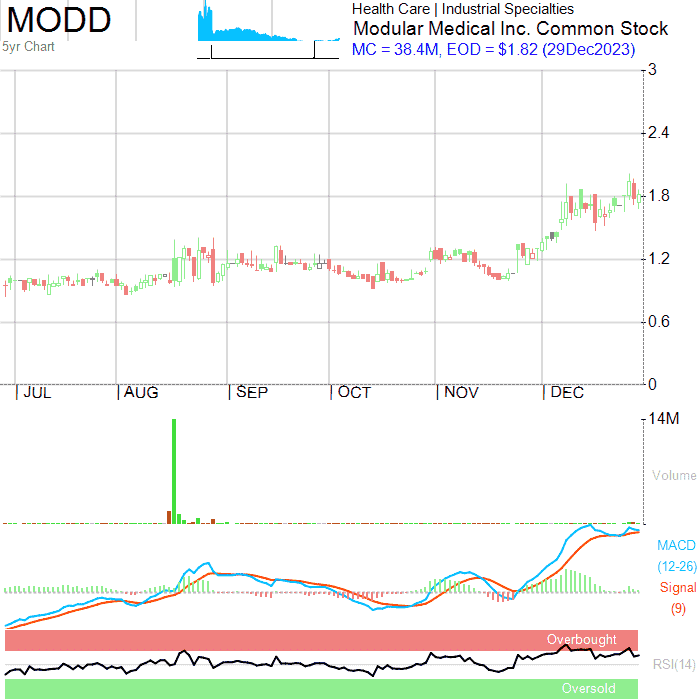 MODD
5yr Chart
Health Care | Industrial Specialties
Modular Medical Inc. Common Stock
MC = 38.4M, EOD = $1.82 (29Dec2023)
3
2.4
1.8
1.2
0.6
0
JUL AUG SEP OCT NOV DEC
14M
Volume
MACD
(12-26)
Signal
(9)
Overbought
RSI(14)
Oversold